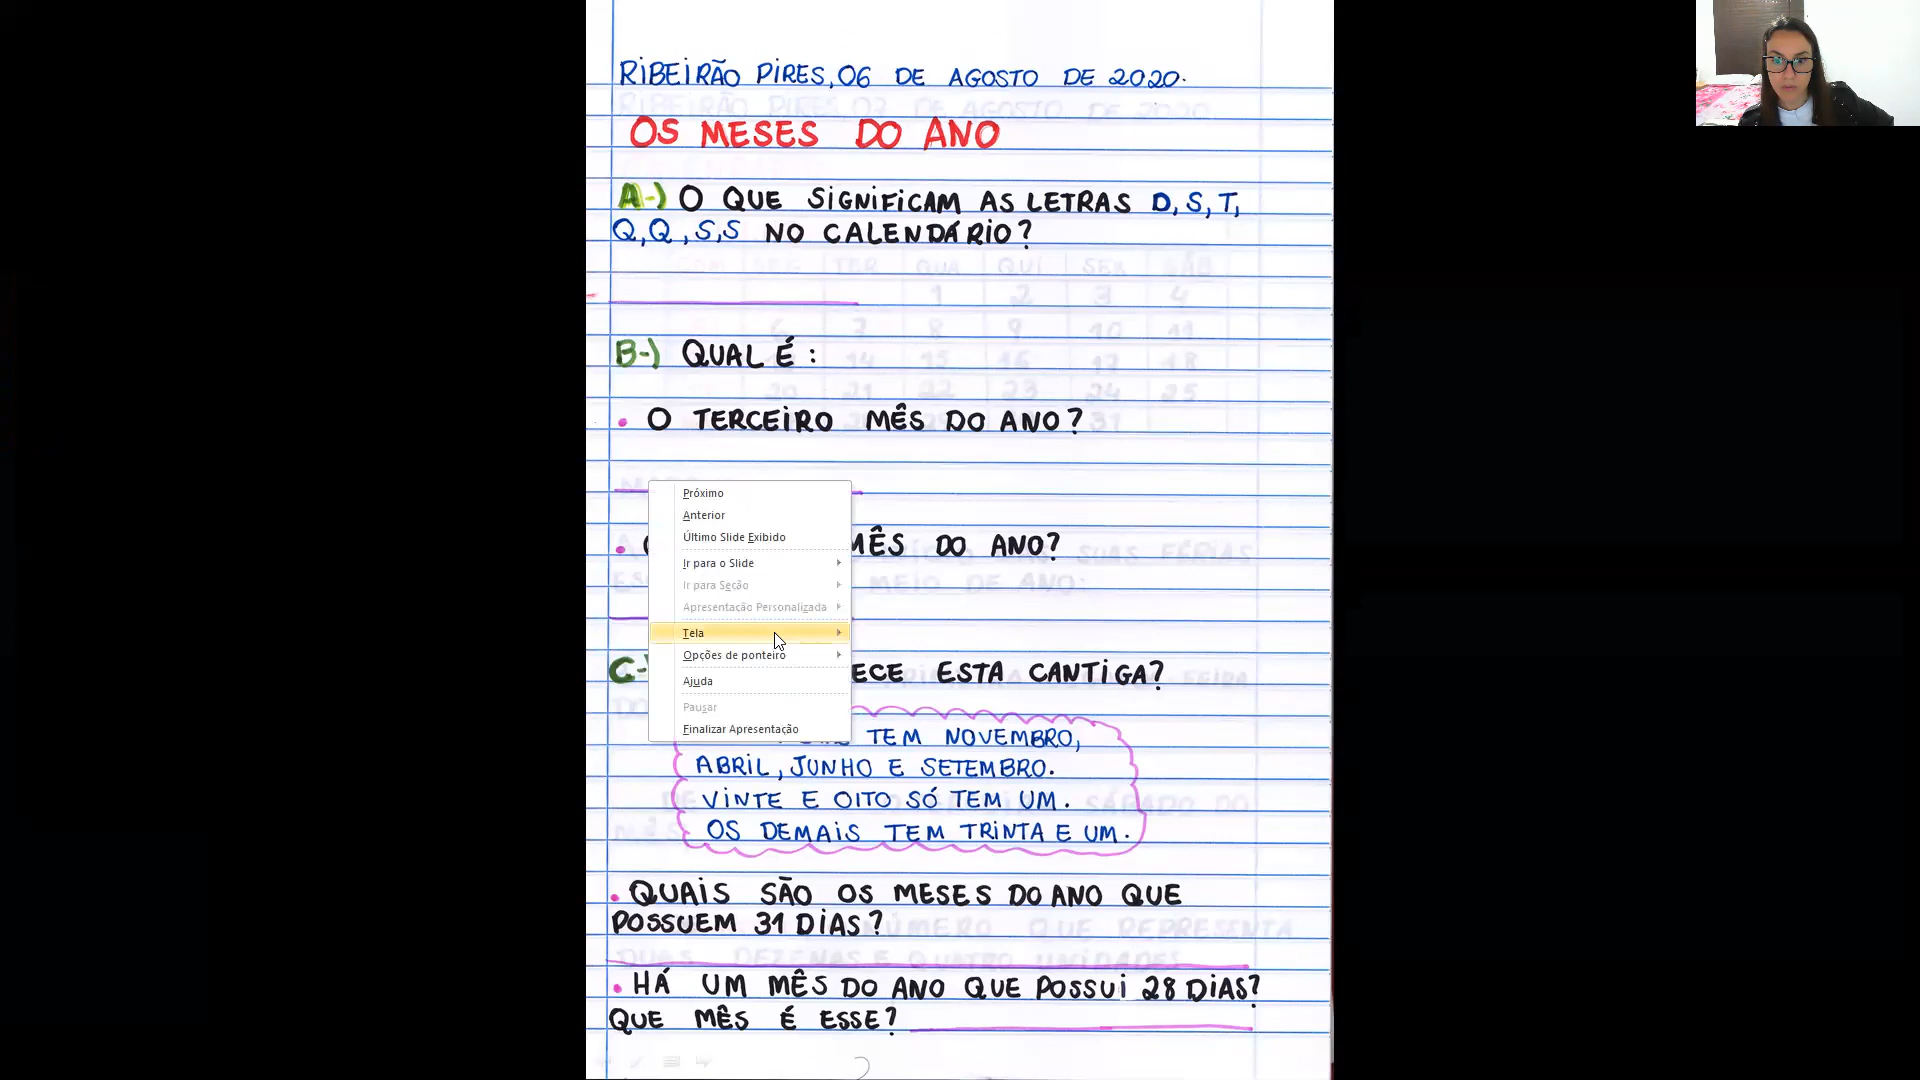 RIBEIRÃO PIRES, 06 DE AGOSTO DE 2020.
OS MESES DO ANO
A-) O QUE SIGNIFICAM AS LETRAS D, S, T,
Q, Q, S, S NO CALENDÁRIO?
B-) QUAL É:
• O TERCEIRO MÊS DO ANO?
Próximo
Anterior
Último Slide Exibido
Ir para o Slide
Ir para Seção
Apresentação Personalizada
Tela
Opções de ponteiro
Ajuda
Pausar
Finalizar Apresentação
MÊS DO ANO?
C-) ESTA CANTIGA?
TEM NOVEMBRO,
ABRIL, JUNHO E SETEMBRO.
VINTE E OITO SÓ TEM UM.
OS DEMAIS TEM TRINTA E UM.
• QUAIS SÃO OS MESES DO ANO QUE
POSSUEM 31 DIAS?
• HÁ UM MÊS DO ANO QUE POSSUI 28 DIAS?
QUE MÊS É ESSE?